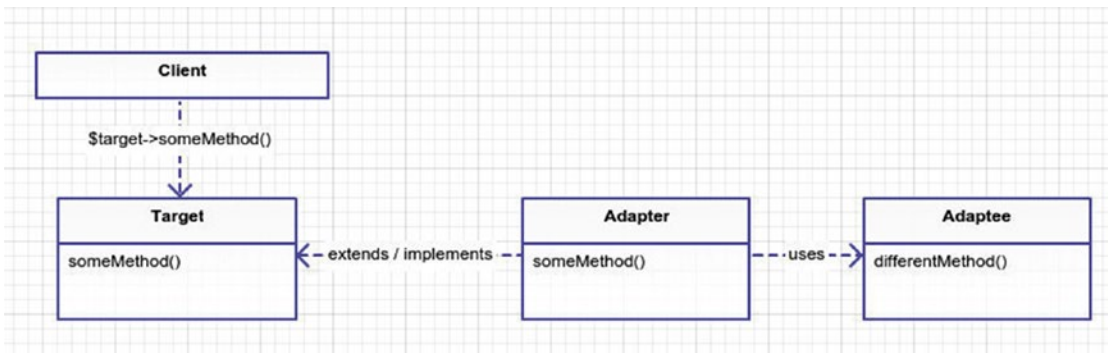 Client
$target->someMethod()
Target
someMethod()
extends / implements
Adapter
someMethod()
uses
Adaptee
differentMethod()